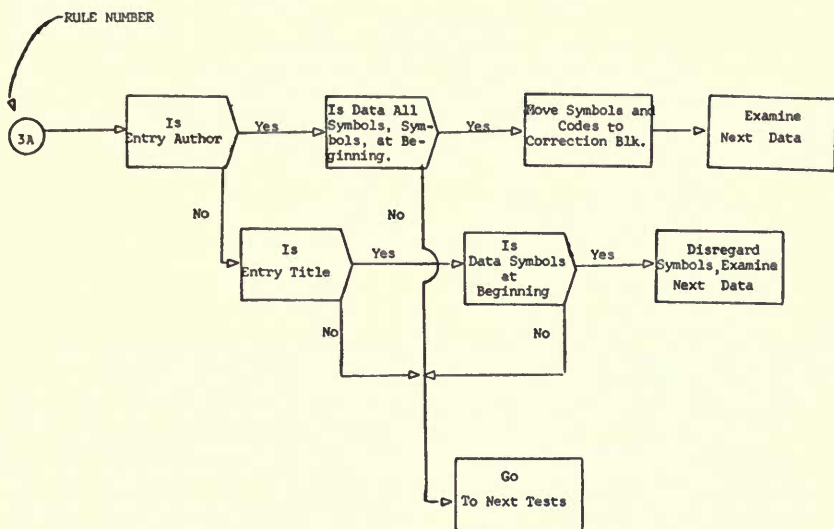 RULE NUMBER
3A
Is
Entry Author
Yes
Is Data All
Symbols, Sym-
bols, at Be-
ginning.
Yes
Move Symbols and
Codes to
Correction Blk.
Examine
Next Data
No
No
Is
Entry Title
Yes
Is
Data Symbols
at
Beginning
Yes
Disregard
Symbols, Examine
Next Data
No
No
Go
To Next Tests